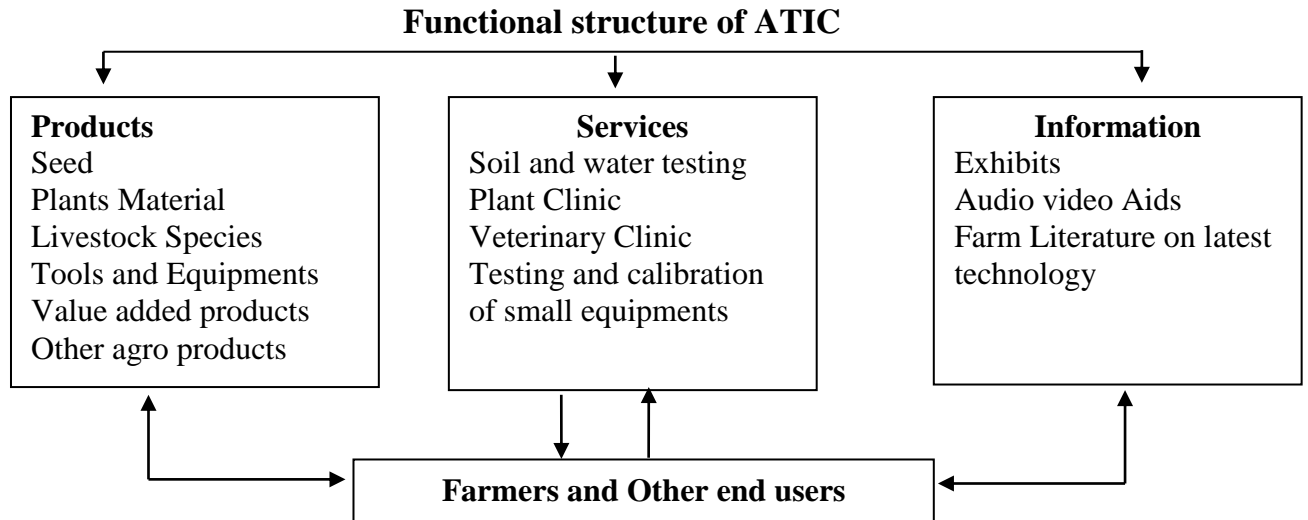 Functional structure of ATIC
Products
Seed
Plants Material
Livestock Species
Tools and Equipments
Value added products
Other agro products
Services
Soil and water testing
Plant Clinic
Veterinary Clinic
Testing and calibration
of small equipments
Information
Exhibits
Audio video Aids
Farm Literature on latest
technology
Farmers and Other end users